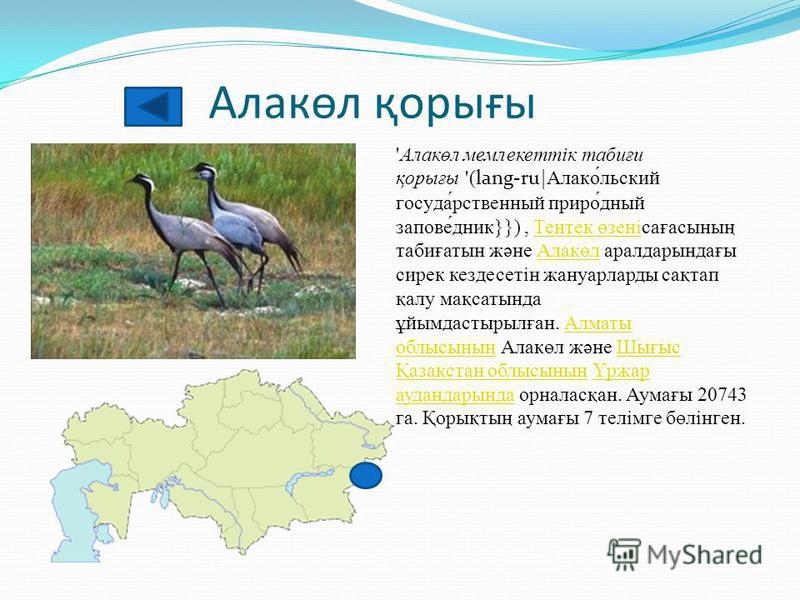 Алакөл қорығы
'Алакөл мемлекеттік табиғи
қорығы '(lang-ru|Алако́льский
госуда́рственный приро́дный
запове́дник}}) , Тентек өзенісағасының
табиғатын және Алакөл аралдарындағы
сирек кездесетін жануарларды сақтап
қалу мақсатында
ұйымдастырылған. Алматы
облысының Алакөл және Шығыс
Қазақстан облысының Үржар
аудандарында орналасқан. Аумағы 20743
га. Қорықтың аумағы 7 телімге бөлінген.
MyShared